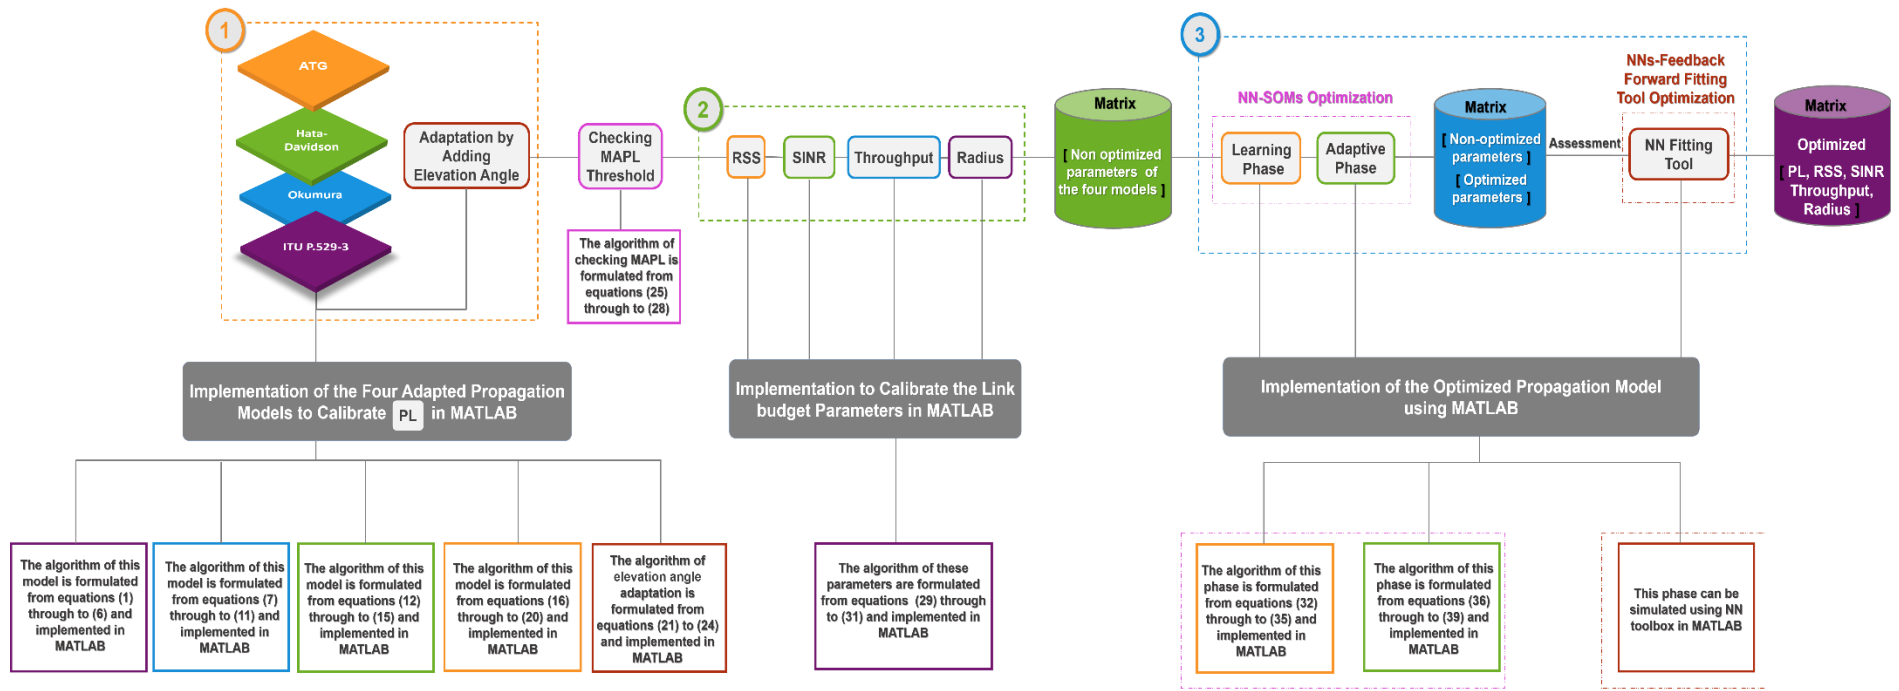 1
ATG
Hata-
Davidson
Okumura
ITU P.529-3
Adaptation by
Adding
Elevation Angle
Checking
MAPL
Threshold
The algorithm of
checking MAPL is
formulated from
equations (25)
through to (28)
2
RSS
SINR
Throughput
Radius
Matrix
[ Non optimized
parameters of
the four models ]
3
NN-SOMs Optimization
Learning
Phase
Adaptive
Phase
Matrix
[ Non-optimized
parameters ]
[ Optimized
parameters ]
Assessment
NNs-Feedback
Forward Fitting
Tool Optimization
NN Fitting
Tool
Matrix
Optimized
[ PL, RSS, SINR
Throughput,
Radius ]
Implementation of the Four Adapted Propagation
Models to Calibrate PL in MATLAB
Implementation to Calibrate the Link
budget Parameters in MATLAB
Implementation of the Optimized Propagation Model
using MATLAB
The algorithm of this
model is formulated
from equations (1)
through to (6) and
implemented in
MATLAB
The algorithm of this
model is formulated
from equations (7)
through to (11) and
implemented in
MATLAB
The algorithm of this
model is formulated
from equations (12)
through to (15) and
implemented in
MATLAB
The algorithm of this
model is formulated
from equations (16)
through to (20) and
implemented in
MATLAB
The algorithm of
elevation angle
adaptation is
formulated from
equations (21) to (24)
and implemented in
MATLAB
The algorithm of these
parameters are formulated
from equations (29) through
to (31) and implemented in
MATLAB
The algorithm of this
phase is formulated
from equations (32)
through to (35) and
implemented in
MATLAB
The algorithm of this
phase is formulated
from equations (36)
through to (39) and
implemented in
MATLAB
This phase can be
simulated using NN
toolbox in MATLAB